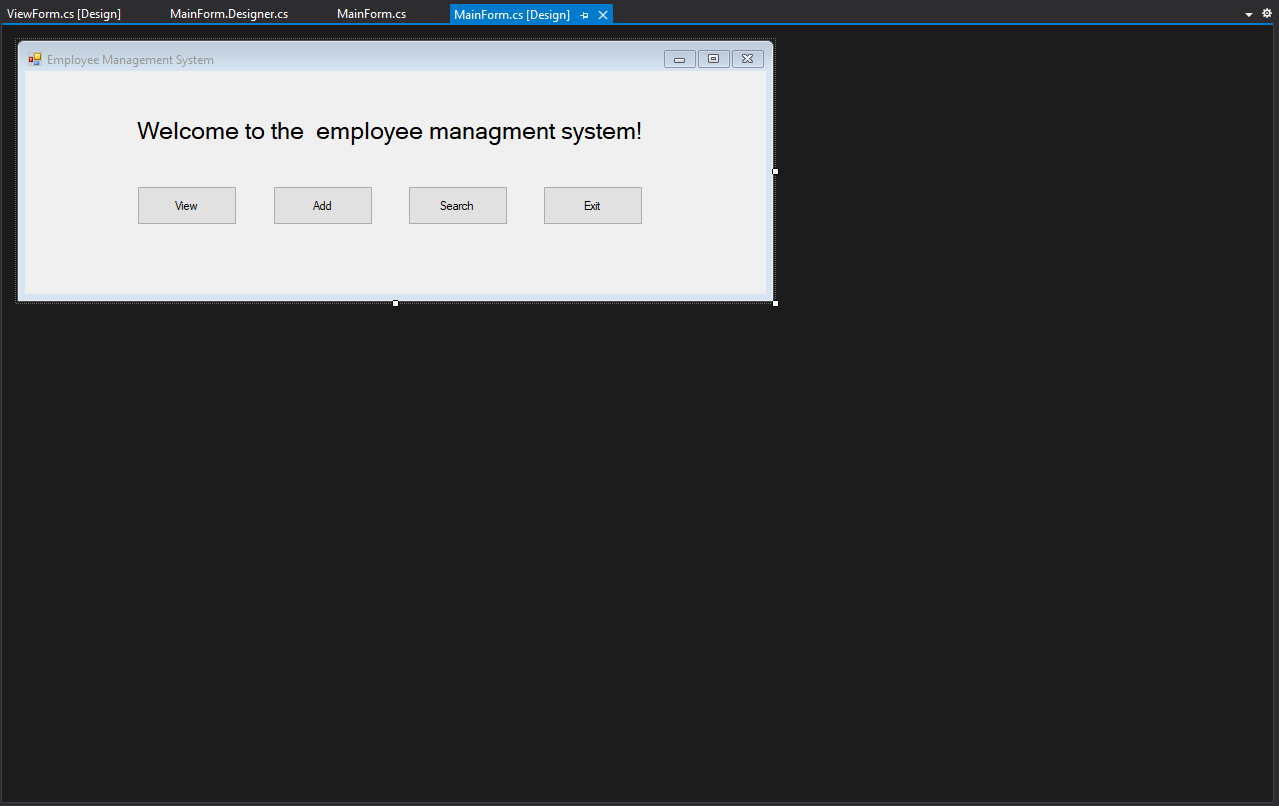 ViewForm.cs [Design] MainForm.Designer.cs MainForm.cs MainForm.cs [Design]
Employee Management System
Welcome to the  employee managment system!
View Add Search Exit